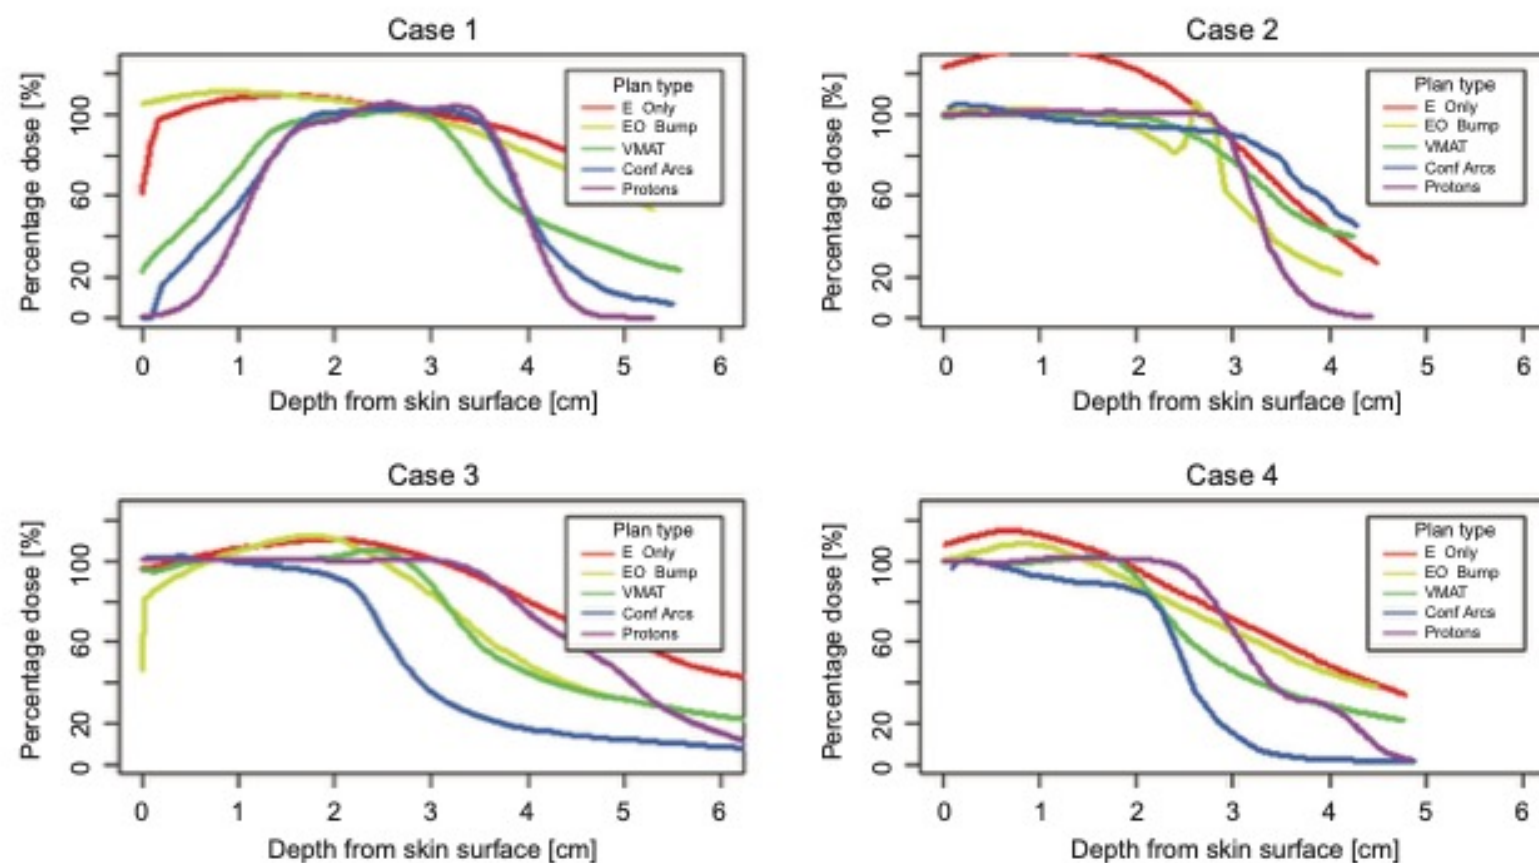 Case 1
Percentage dose [%]
100
60
20
0
Plan type
E Only
EO Bump
VMAT
Conf Arcs
Protons
0 1 2 3 4 5 6
Depth from skin surface [cm]
Case 2
Percentage dose [%]
100
60
20
0
Plan type
E Only
EO Bump
VMAT
Conf Arcs
Protons
0 1 2 3 4 5 6
Depth from skin surface [cm]
Case 3
Percentage dose [%]
100
60
20
0
Plan type
E Only
EO Bump
VMAT
Conf Arcs
Protons
0 1 2 3 4 5 6
Depth from skin surface [cm]
Case 4
Percentage dose [%]
100
60
20
0
Plan type
E Only
EO Bump
VMAT
Conf Arcs
Protons
0 1 2 3 4 5 6
Depth from skin surface [cm]